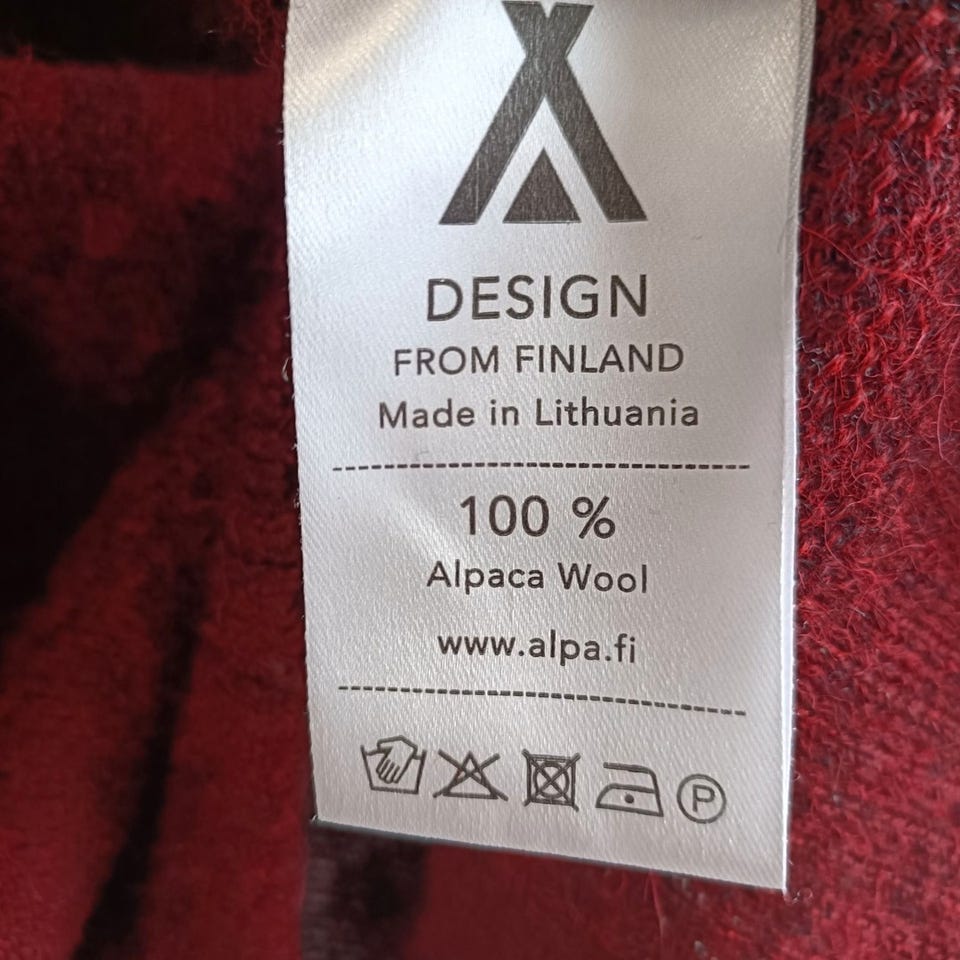 DESIGN
FROM FINLAND
Made in Lithuania
100 %
Alpaca Wool
www.alpa.fi
P